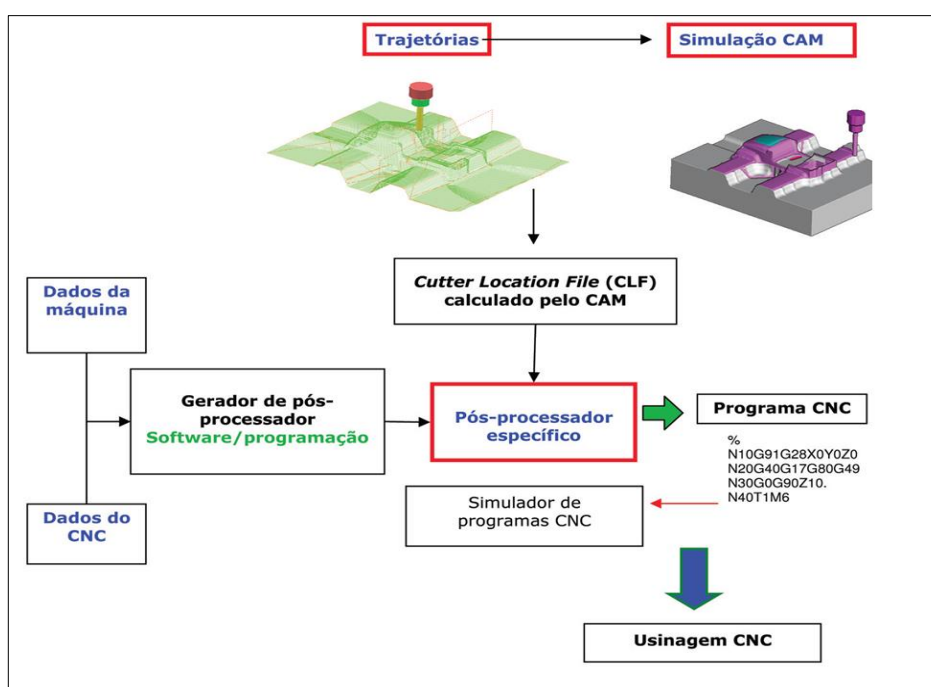 Trajetórias
Simulação CAM
Cutter Location File (CLF)
calculado pelo CAM
Dados da
máquina
Gerador de pós-
processador
Software/programação
Pós-processador
específico
Programa CNC
%
N10G91G28X0Y0Z0
N20G40G17G80G49
N30G0G90Z10.
N40T1M6
Simulador de
programas CNC
Dados do
CNC
Usinagem CNC